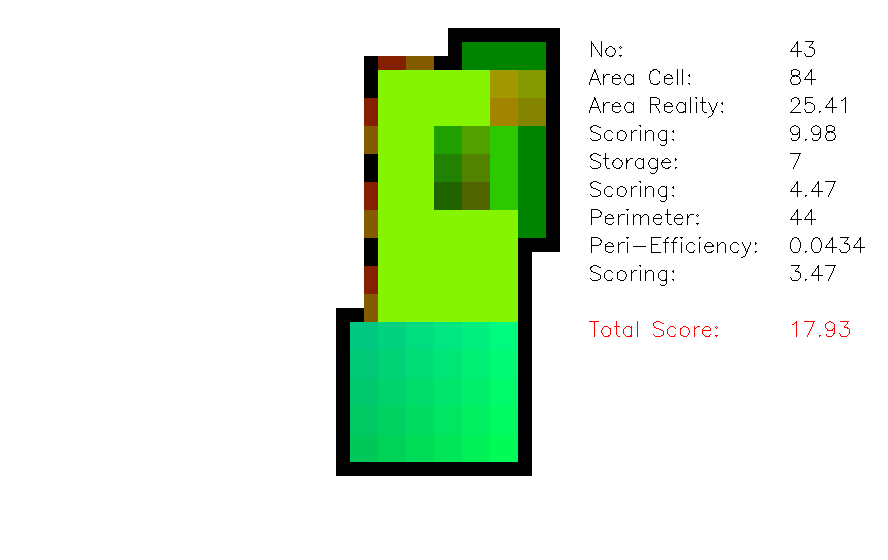 No: 43
Area Cell: 84
Area Reality: 25.41
Scoring: 9.98
Storage: 7
Scoring: 4.47
Perimeter: 44
Peri-Efficiency: 0.0434
Scoring: 3.47
Total Score: 17.93